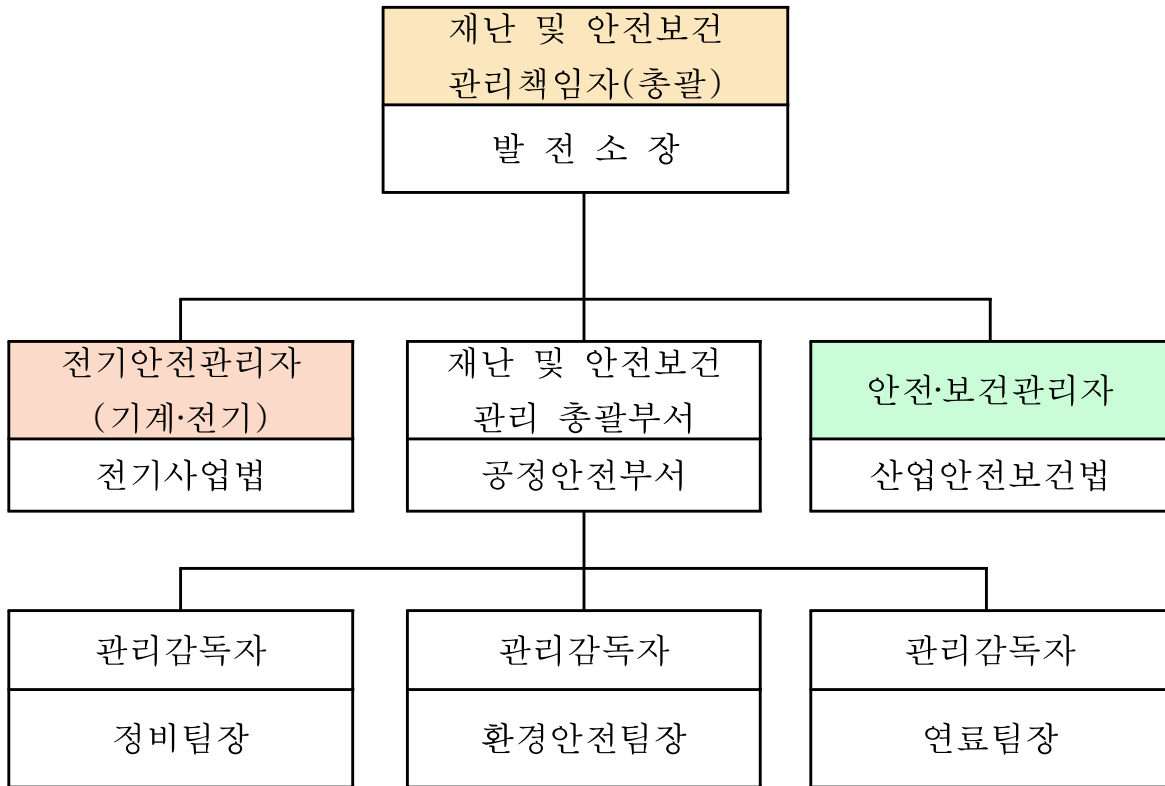 재난 및 안전보건
관리책임자(총괄)
발 전 소 장
전기안전관리자
(기계·전기)
전기사업법
재난 및 안전보건
관리 총괄부서
공정안전부서
안전·보건관리자
산업안전보건법
관리감독자
정비팀장
관리감독자
환경안전팀장
관리감독자
연료팀장